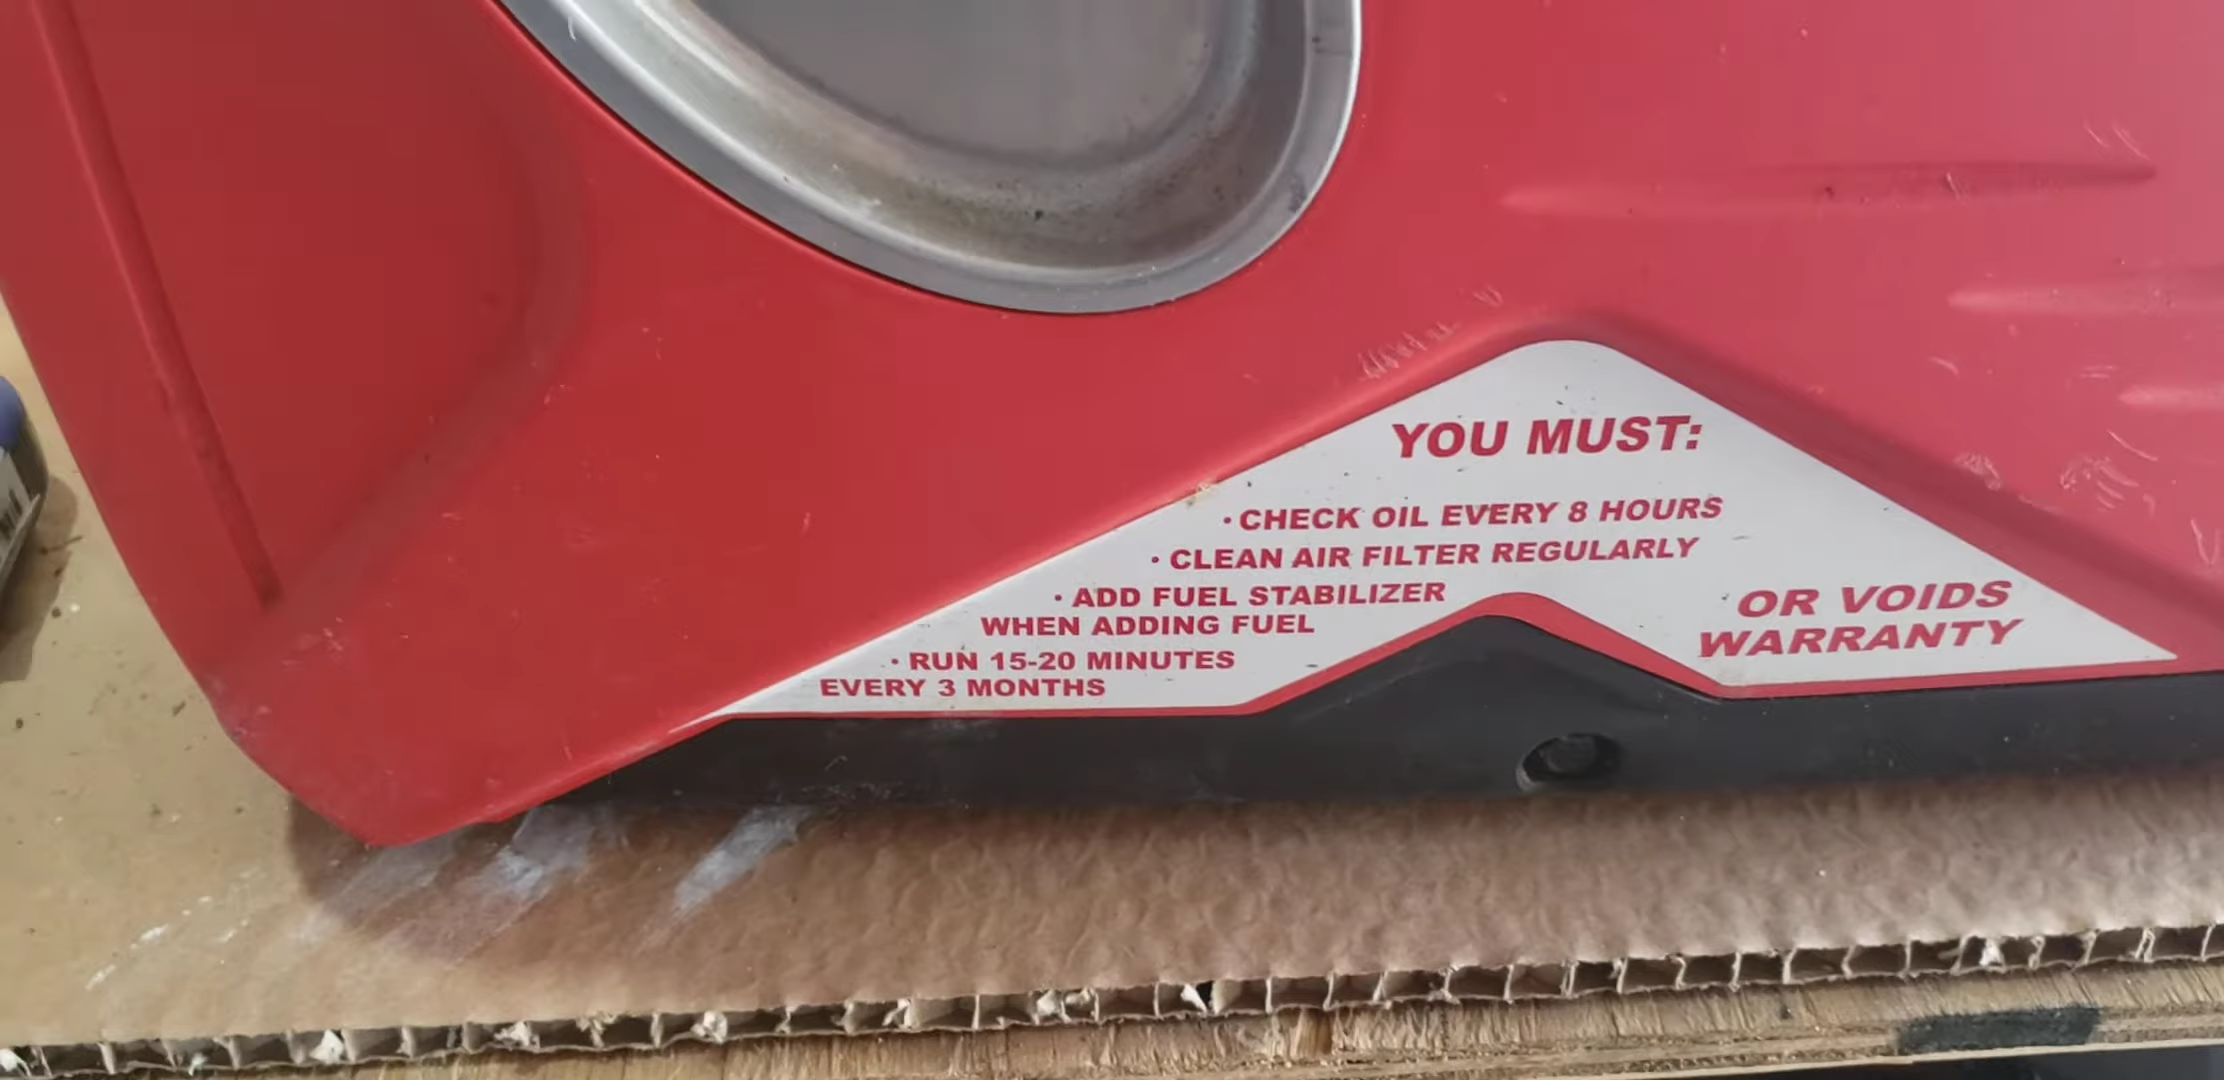 YOU MUST:
· CHECK OIL EVERY 8 HOURS
· CLEAN AIR FILTER REGULARLY
· ADD FUEL STABILIZER
WHEN ADDING FUEL
· RUN 15-20 MINUTES
EVERY 3 MONTHS
OR VOIDS
WARRANTY